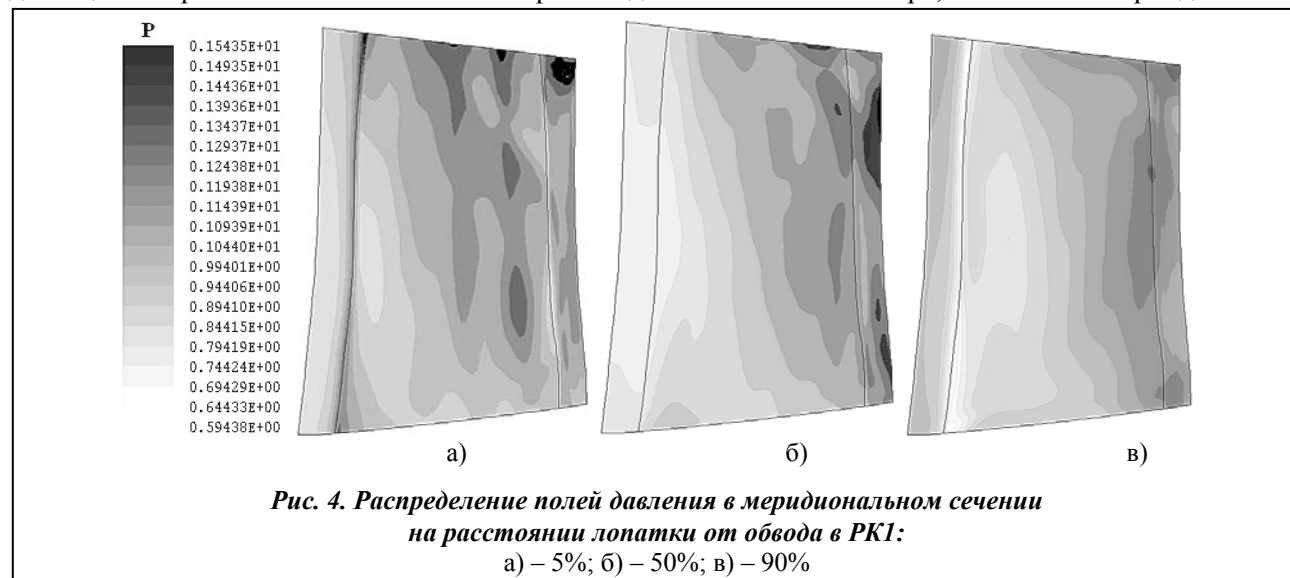 P
0.15435E+01
0.14935E+01
0.14436E+01
0.13936E+01
0.13437E+01
0.12937E+01
0.12438E+01
0.11938E+01
0.11439E+01
0.10939E+01
0.10440E+01
0.99401E+00
0.94406E+00
0.89410E+00
0.84415E+00
0.79419E+00
0.74424E+00
0.69429E+00
0.64433E+00
0.59438E+00
а) б) в)
Рис. 4. Распределение полей давления в меридиональном сечении
на расстоянии лопатки от обвода в РК1:
а) – 5%; б) – 50%; в) – 90%